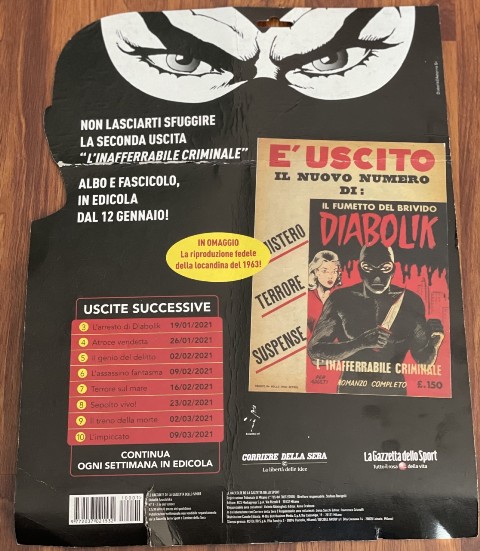 NON LASCIARTI SFUGGIRE
LA SECONDA USCITA
"L'INAFFERRABILE CRIMINALE"
ALBO E FASCICOLO,
IN EDICOLA
DAL 12 GENNAIO!
E' USCITO
IL NUOVO NUMERO
DI:
IN OMAGGIO
La riproduzione fedele
della locandina del 1963!
MISTERO
TERRORE
SUSPENSE
IL FUMETTO DEL BRIVIDO
DIABOLIK
L'INAFFERRABILE CRIMINALE
PER ADULTI
ROMANZO COMPLETO
£.150
USCITE SUCCESSIVE
3 L'arresto di Diabolik 19/01/2021
4 Atroce vendetta 26/01/2021
5 Il genio del delitto 02/02/2021
6 L'assassino fantasma 09/02/2021
7 Terrore sul mare 16/02/2021
8 Sepolto vivo! 23/02/2021
9 Il treno della morte 02/03/2021
10 L'impiccato 09/03/2021
CONTINUA
OGNI SETTIMANA IN EDICOLA
CORRIERE DELLA SERA
La libertà delle idee
La Gazzetta dello Sport
Tutto il rosa della vita